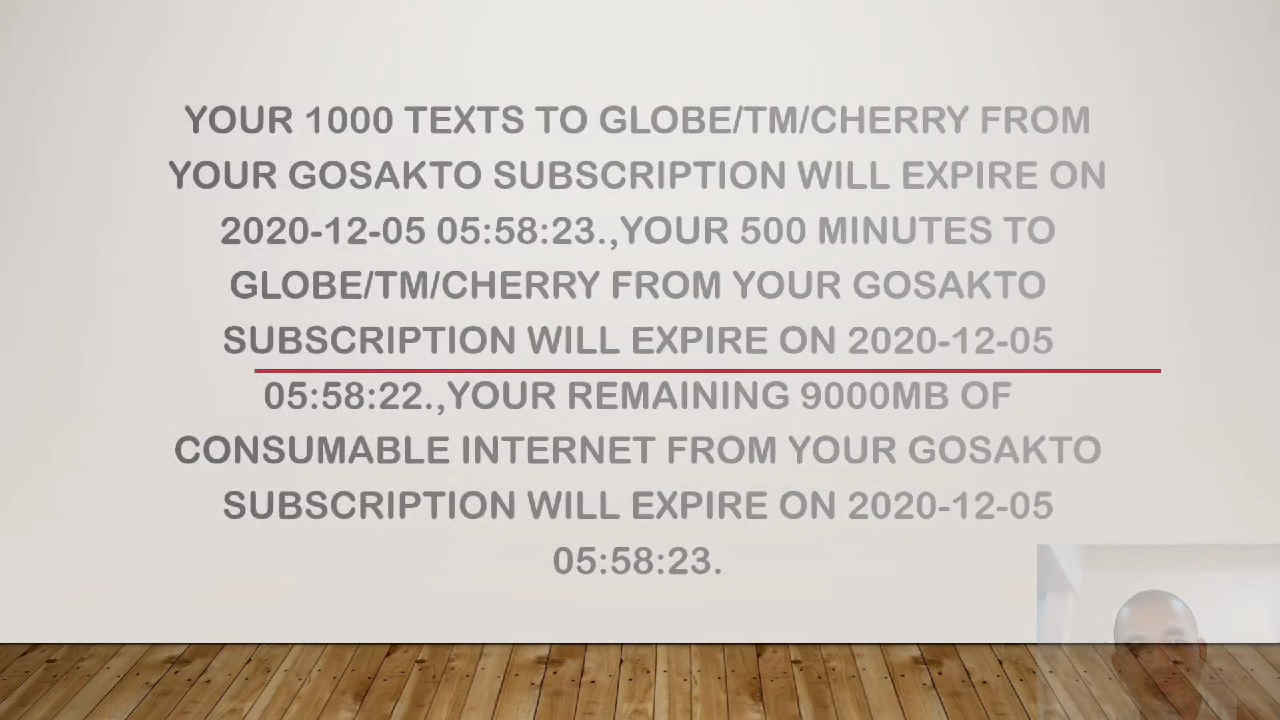 YOUR 1000 TEXTS TO GLOBE/TM/CHERRY FROM
YOUR GOSAKTO SUBSCRIPTION WILL EXPIRE ON
2020-12-05 05:58:23.,YOUR 500 MINUTES TO
GLOBE/TM/CHERRY FROM YOUR GOSAKTO
SUBSCRIPTION WILL EXPIRE ON 2020-12-05
05:58:22.,YOUR REMAINING 9000MB OF
CONSUMABLE INTERNET FROM YOUR GOSAKTO
SUBSCRIPTION WILL EXPIRE ON 2020-12-05
05:58:23.